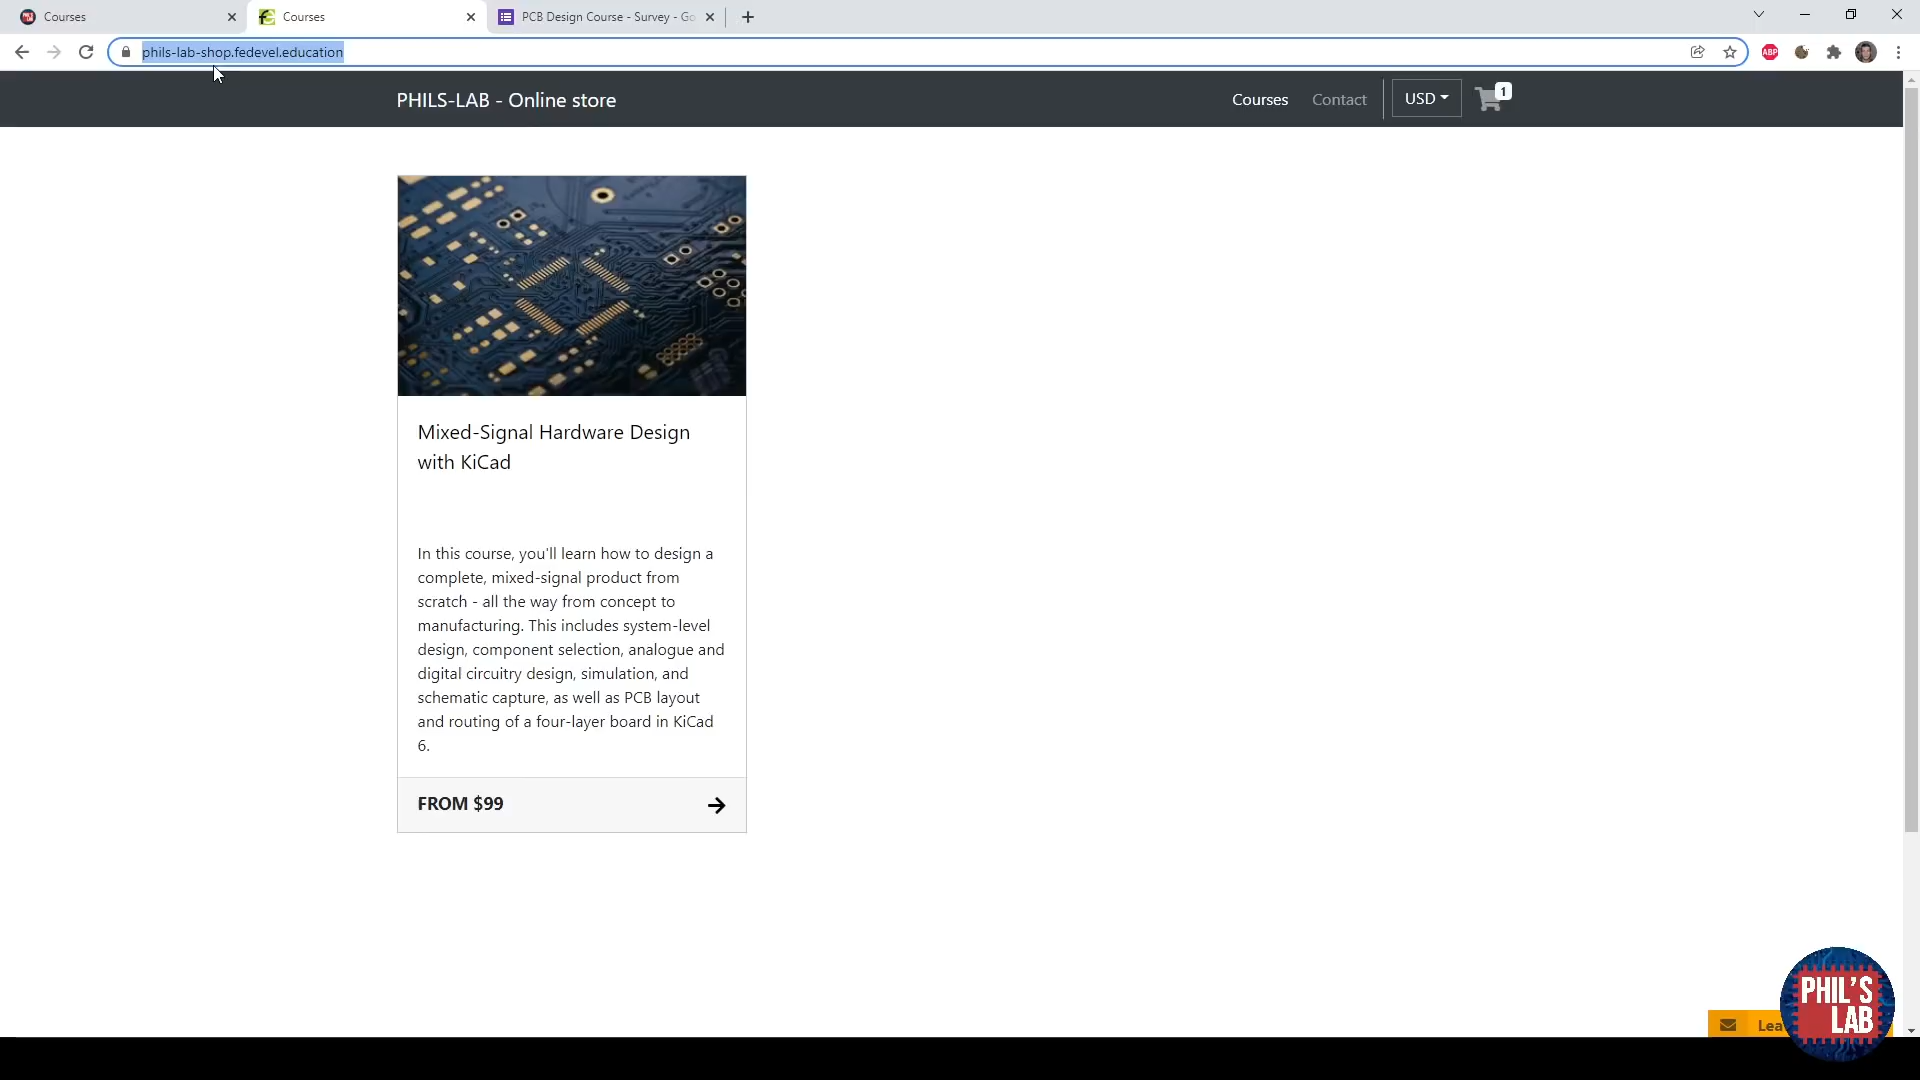 Courses
Courses
PCB Design Course - Survey - Go
phils-lab-shop.fedevel.education
ABP
PHILS-LAB - Online store
Courses
Contact
USD
1
Mixed-Signal Hardware Design
with KiCad
In this course, you'll learn how to design a
complete, mixed-signal product from
scratch - all the way from concept to
manufacturing. This includes system-level
design, component selection, analogue and
digital circuitry design, simulation, and
schematic capture, as well as PCB layout
and routing of a four-layer board in KiCad
6.
FROM $99
PHIL'S
LAB
Lea